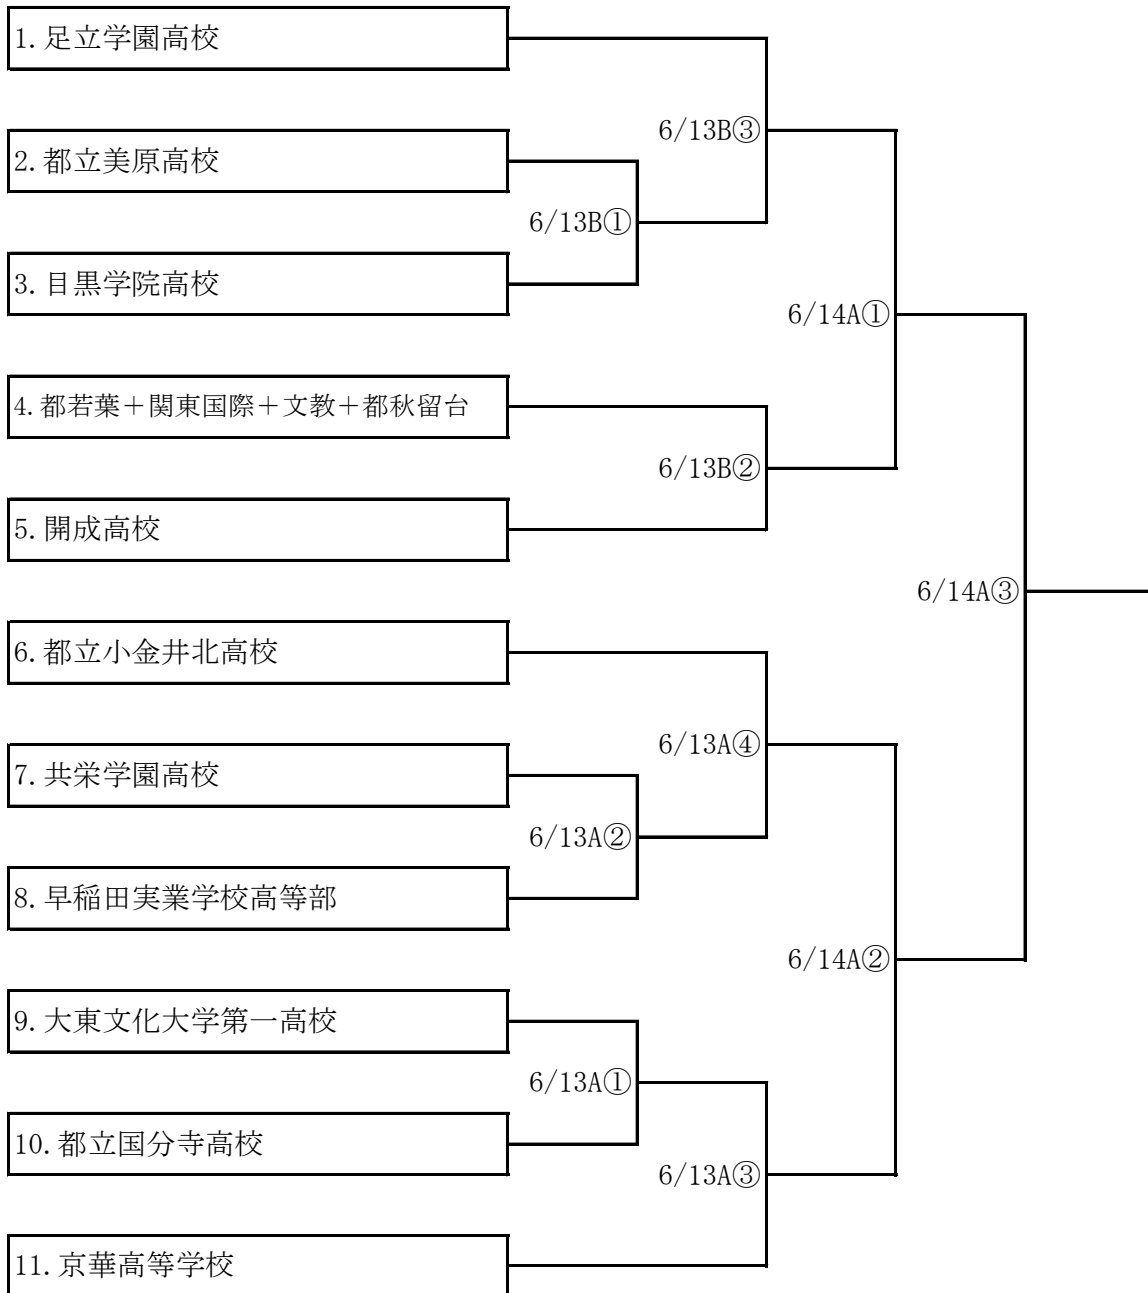 1.足立学園高校
6/13B③
2.都立美原高校
6/13B①
3.目黒学院高校
6/14A①
4.都若葉＋関東国際＋文教＋都秋留台
6/13B②
5.開成高校
6/14A③
6.都立小金井北高校
6/13A④
7.共栄学園高校
6/13A②
8.早稲田実業学校高等部
6/14A②
9.大東文化大学第一高校
6/13A①
10.都立国分寺高校
6/13A③
11.京華高等学校